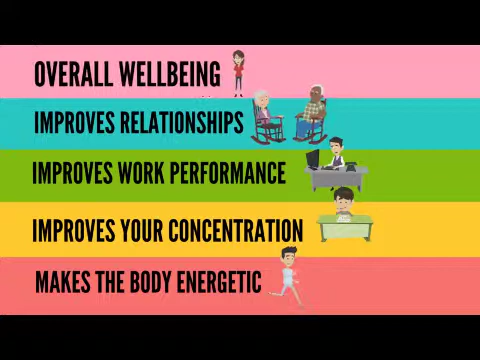 OVERALL WELLBEING
IMPROVES RELATIONSHIPS
IMPROVES WORK PERFORMANCE
IMPROVES YOUR CONCENTRATION
MAKES THE BODY ENERGETIC